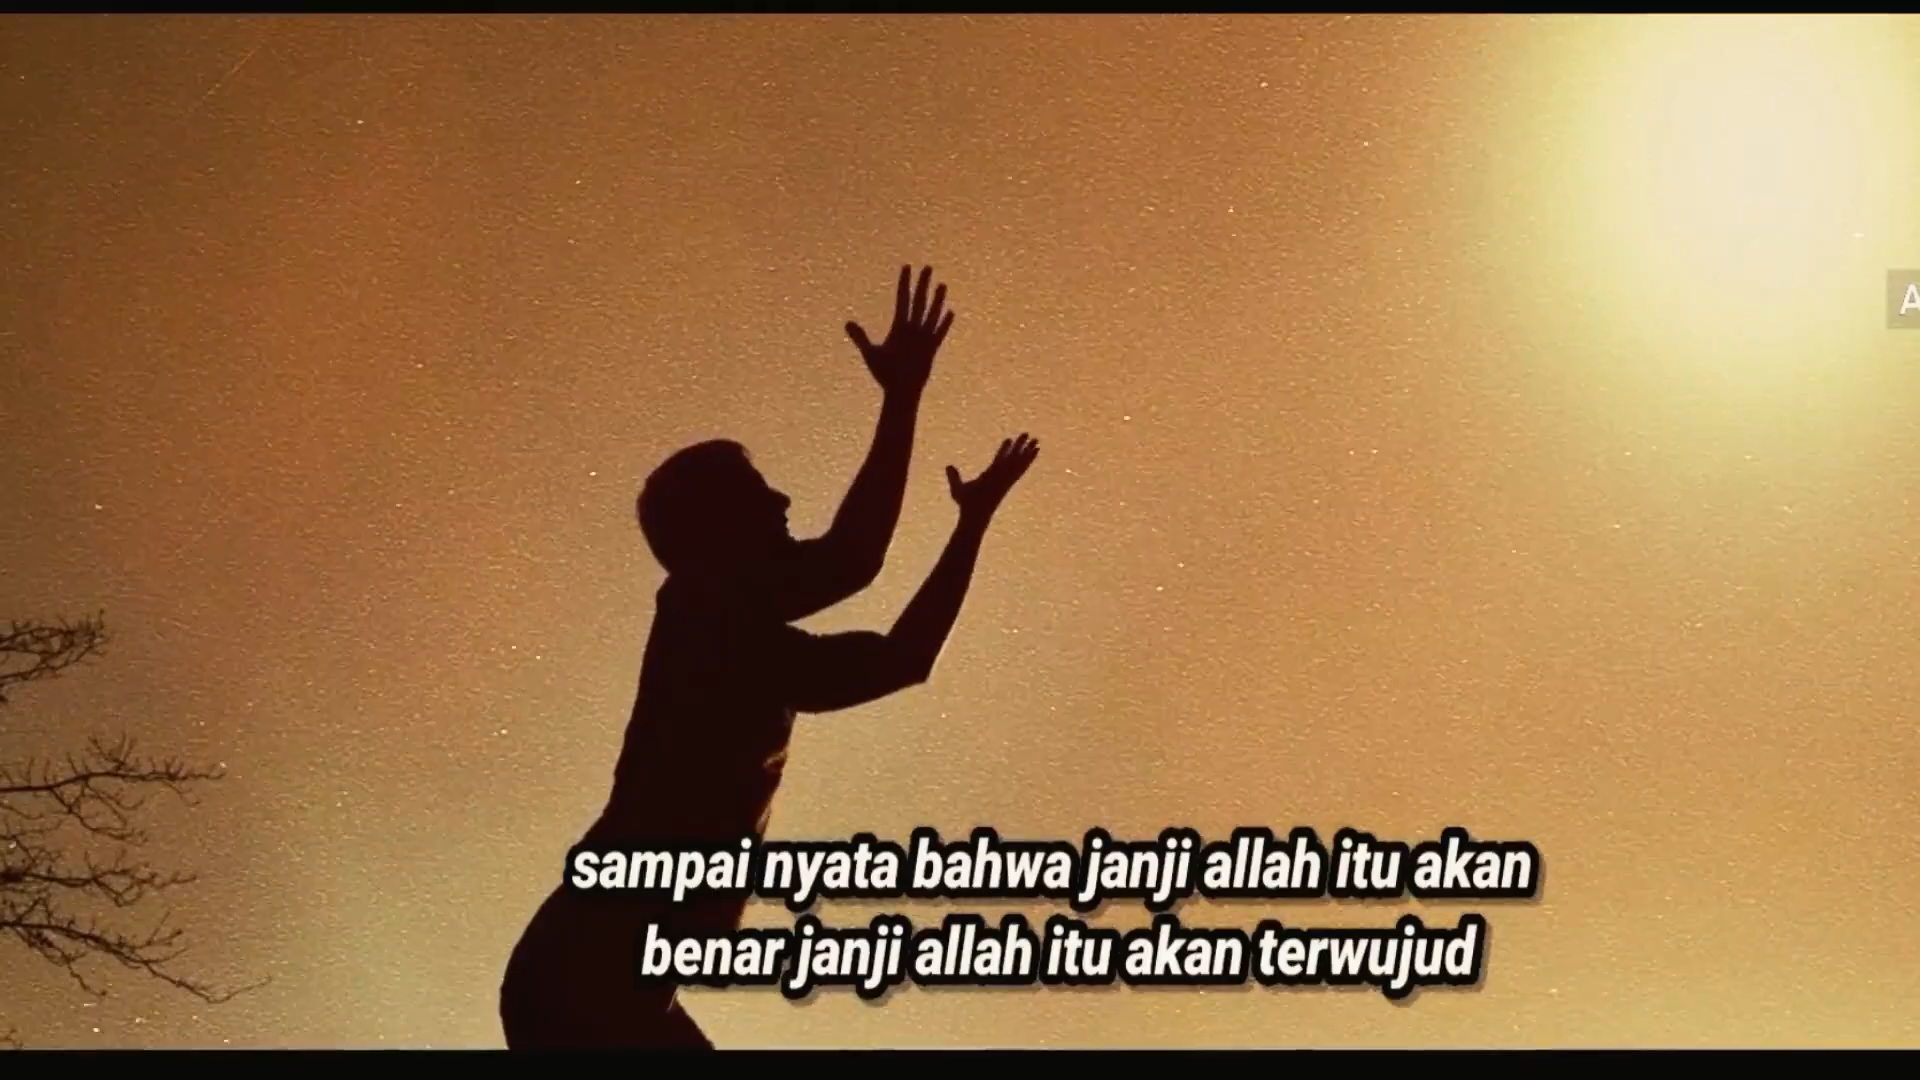 A
sampai nyata bahwa janji allah itu akan
benar janji allah itu akan terwujud